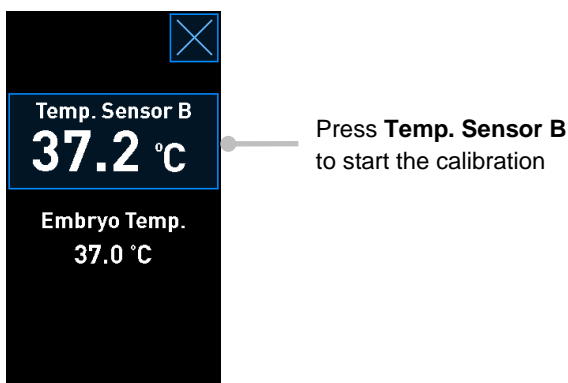 Temp. Sensor B
37.2 °C
Embryo Temp.
37.0 °C
Press Temp. Sensor B
to start the calibration